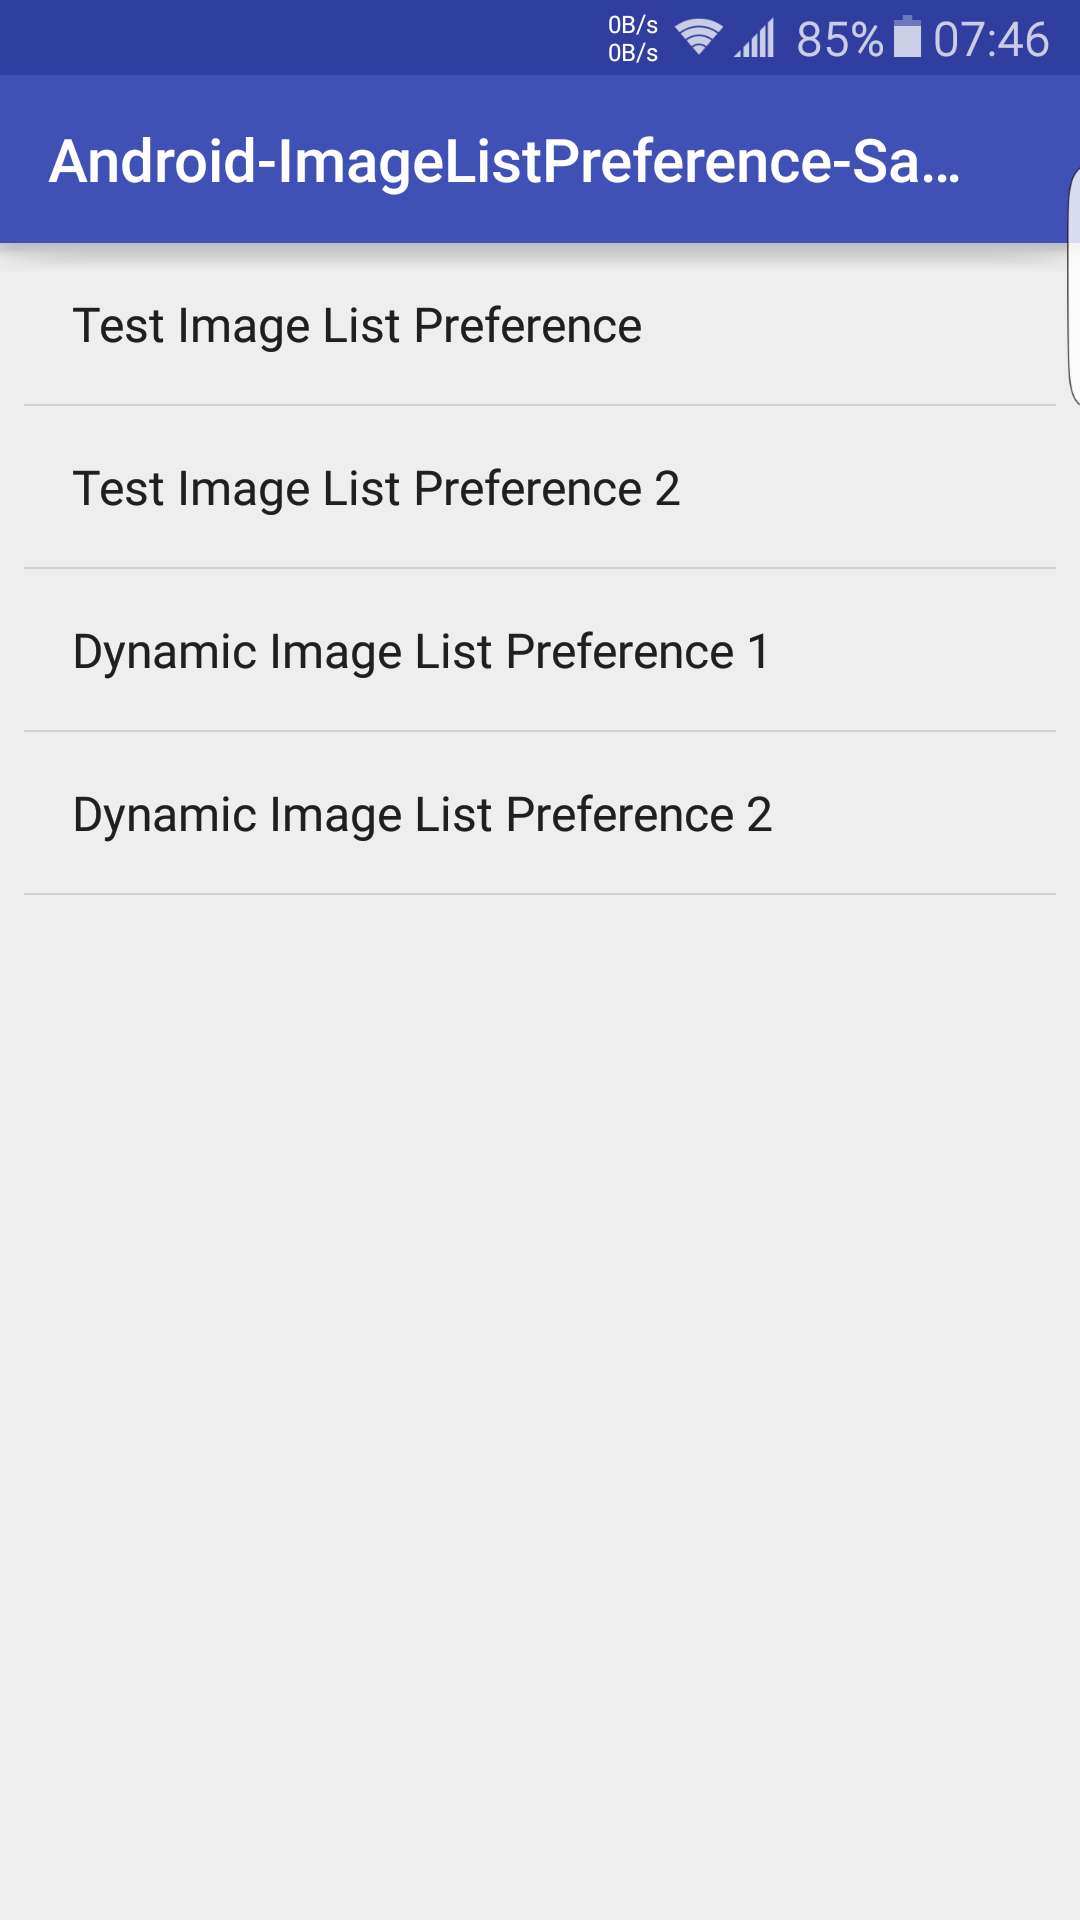 0B/s
0B/s
85%
07:46
Android-ImageListPreference-Sa...
Test Image List Preference
Test Image List Preference 2
Dynamic Image List Preference 1
Dynamic Image List Preference 2